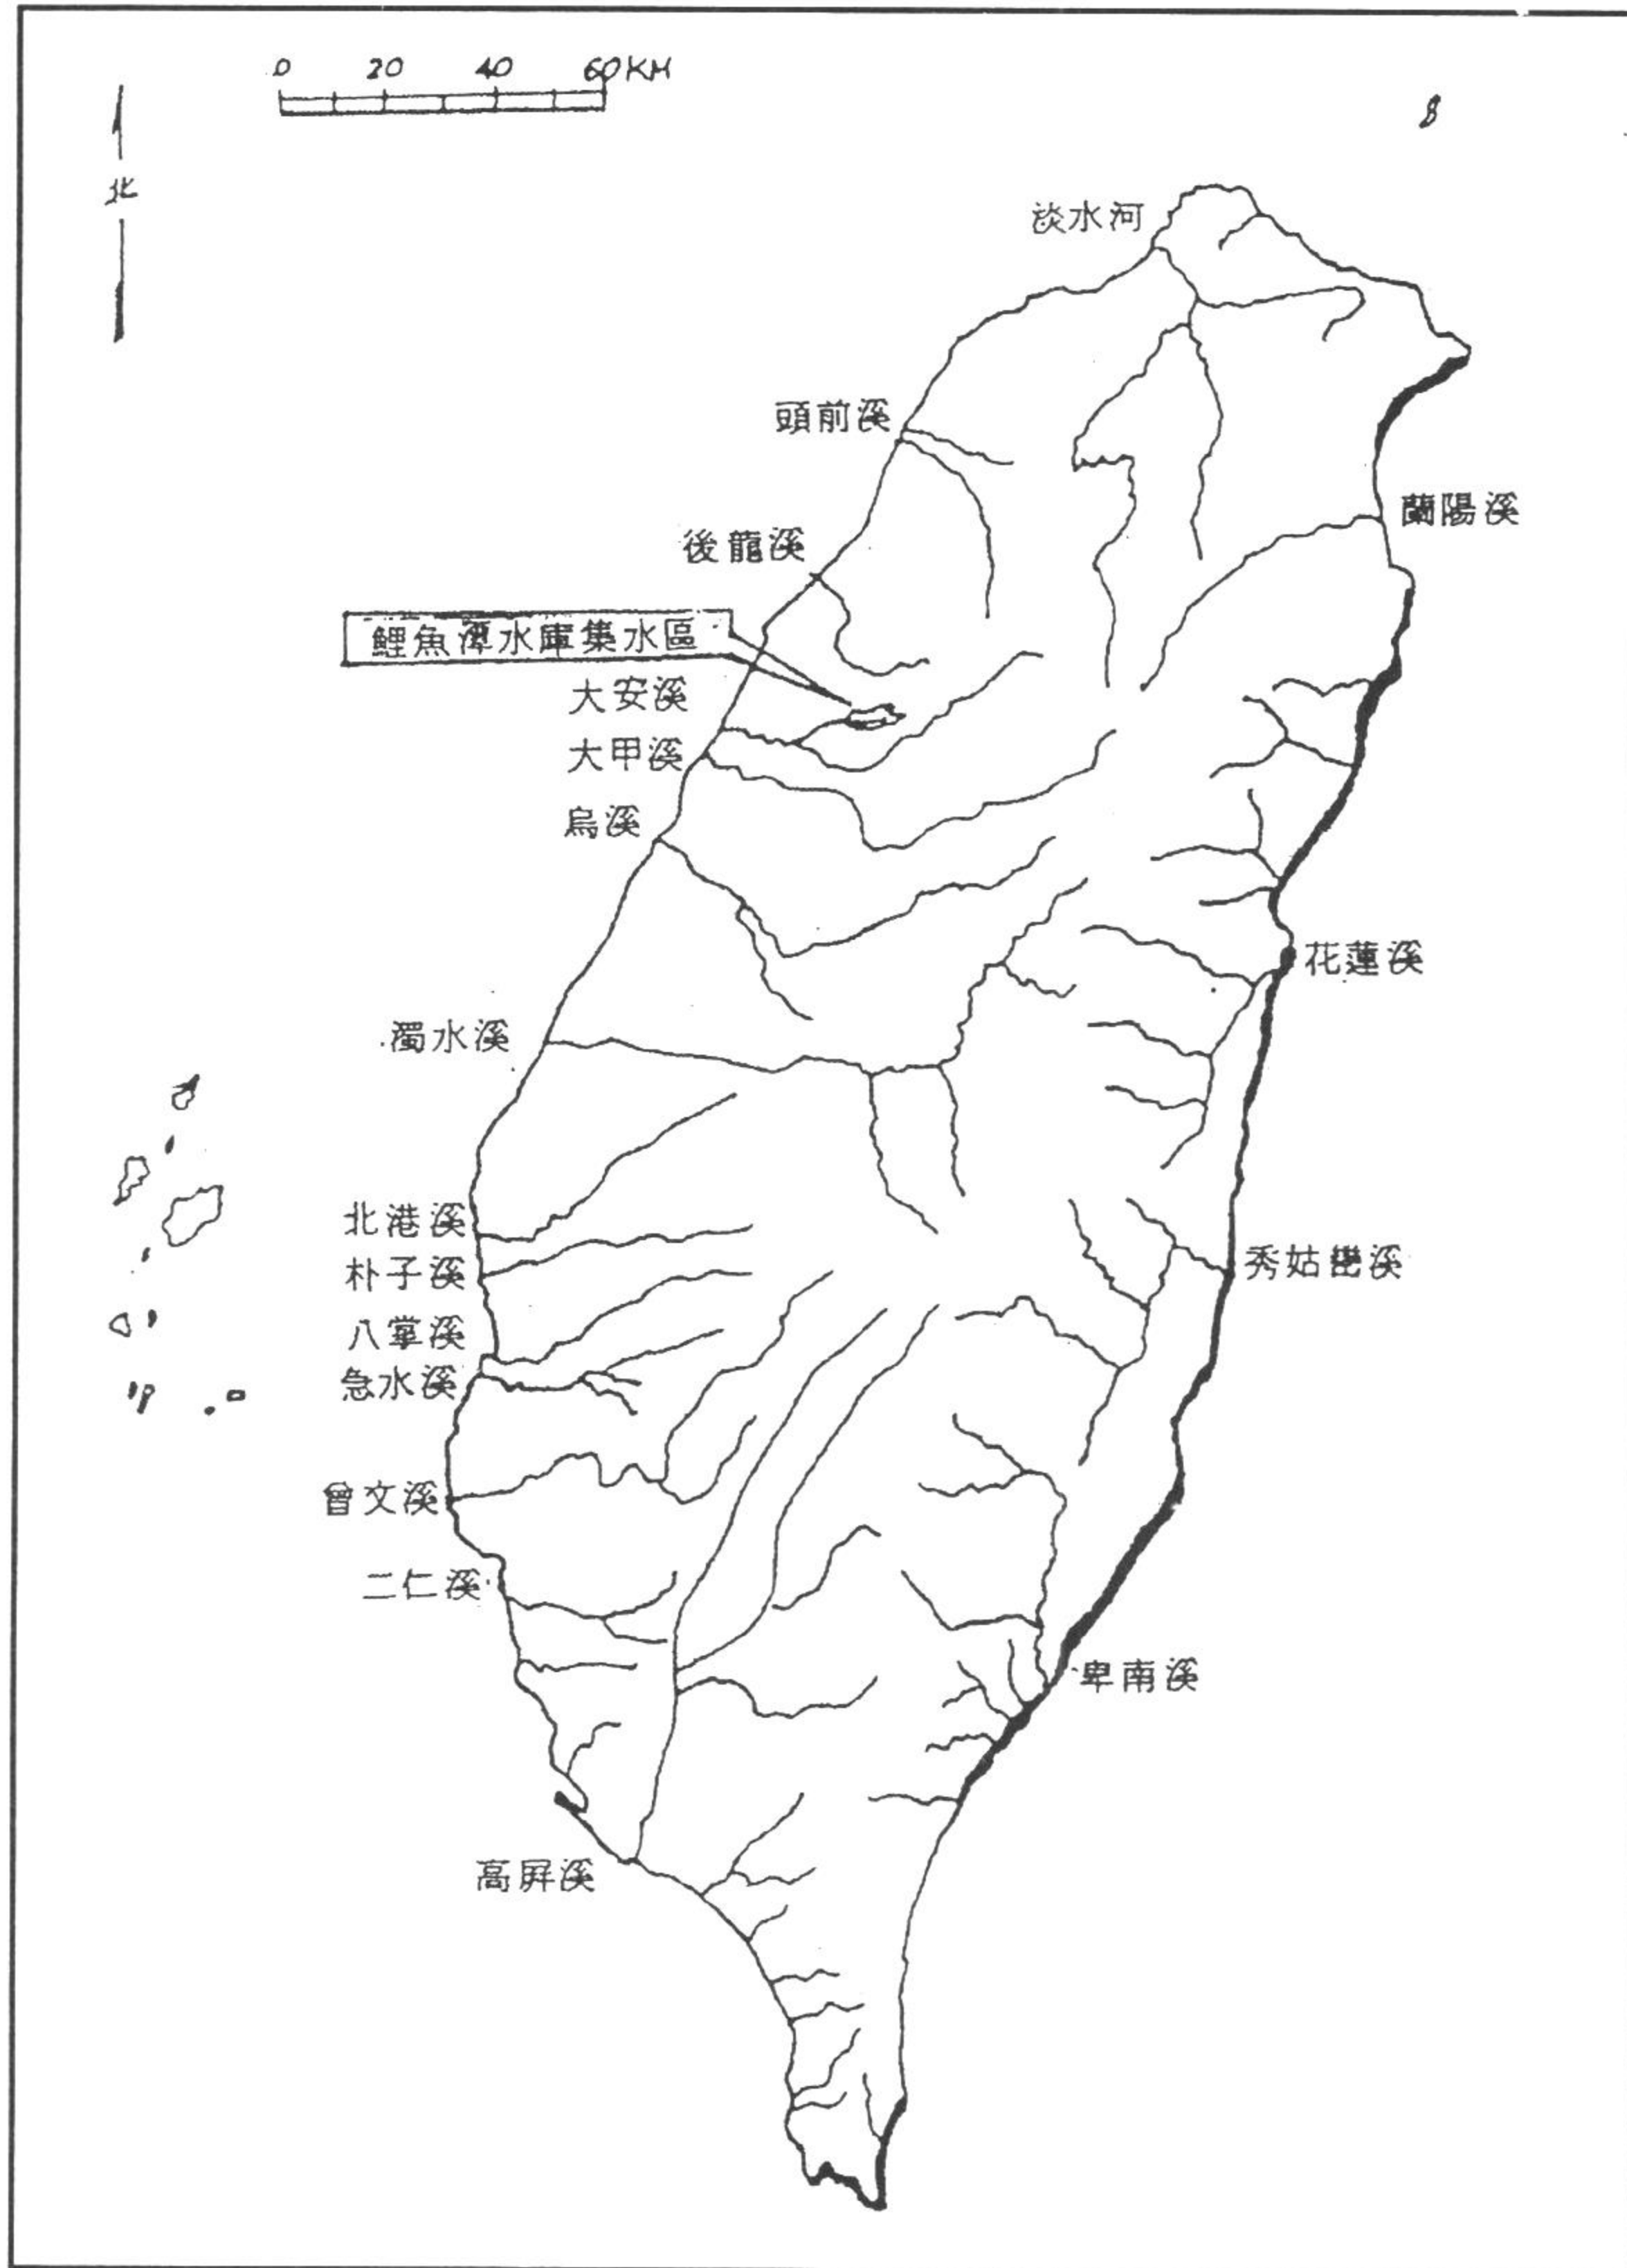 0 20 40 60KM
北
淡水河
頭前溪
蘭陽溪
後龍溪
鯉魚潭水庫集水區
大安溪
大甲溪
烏溪
花蓮溪
濁水溪
北港溪
朴子溪
秀姑巒溪
八掌溪
急水溪
曾文溪
二仁溪
卑南溪
高屏溪